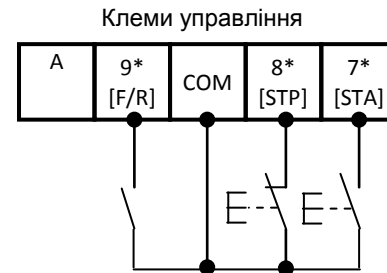 Клеми управління
A 9* COM 8* 7*
[F/R] [STP] [STA]